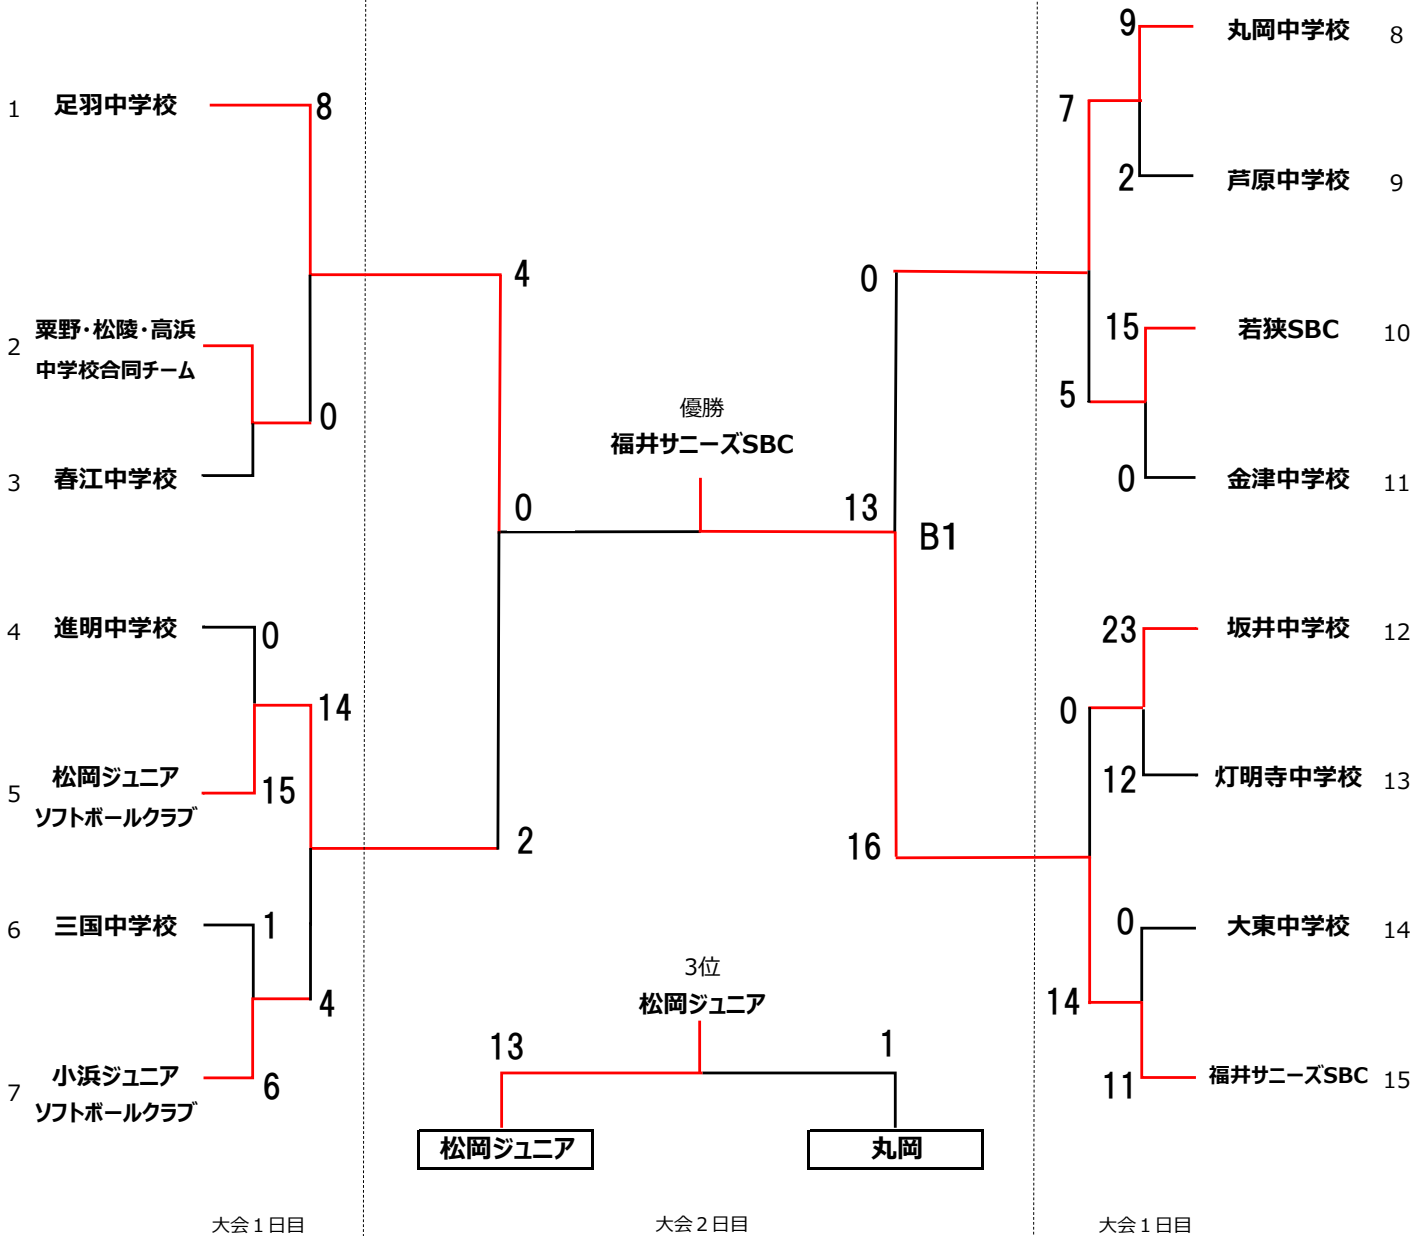 1 足羽中学校 8
2 粟野・松陵・高浜
中学校合同チーム
0
3 春江中学校
4 進明中学校 0
14
5 松岡ジュニア
ソフトボールクラブ
15
6 三国中学校 1
4
7 小浜ジュニア
ソフトボールクラブ
6
4
0
2
優勝
福井サニーズSBC
0
13
B1
16
9 丸岡中学校 8
7
2 芦原中学校 9
15 若狭SBC 10
5
0 金津中学校 11
23 坂井中学校 12
0
12 灯明寺中学校 13
0 大東中学校 14
14
11 福井サニーズSBC 15
3位
松岡ジュニア
13 1
松岡ジュニア 丸岡
大会1日目 大会2日目 大会1日目